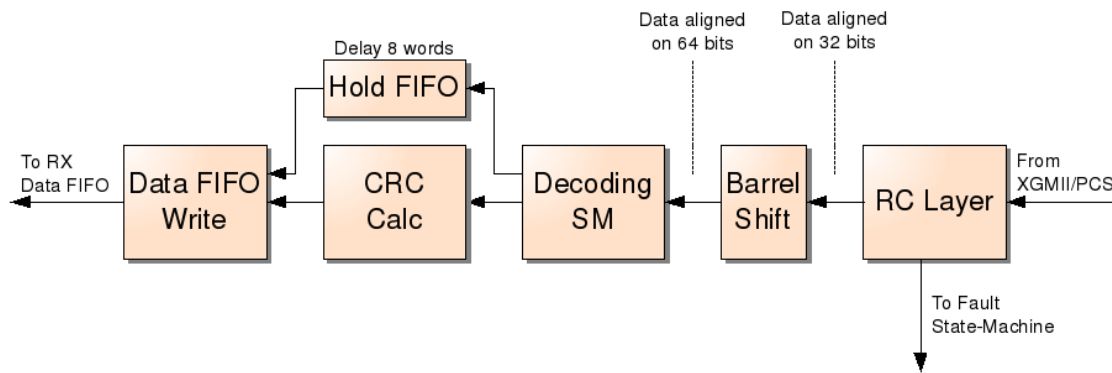 Data aligned
on 64 bits
Data aligned
on 32 bits
Delay 8 words
Hold FIFO
To RX
Data FIFO
Data FIFO
Write
CRC
Calc
Decoding
SM
Barrel
Shift
RC Layer
From
XGMII/PCS
To Fault
State-Machine